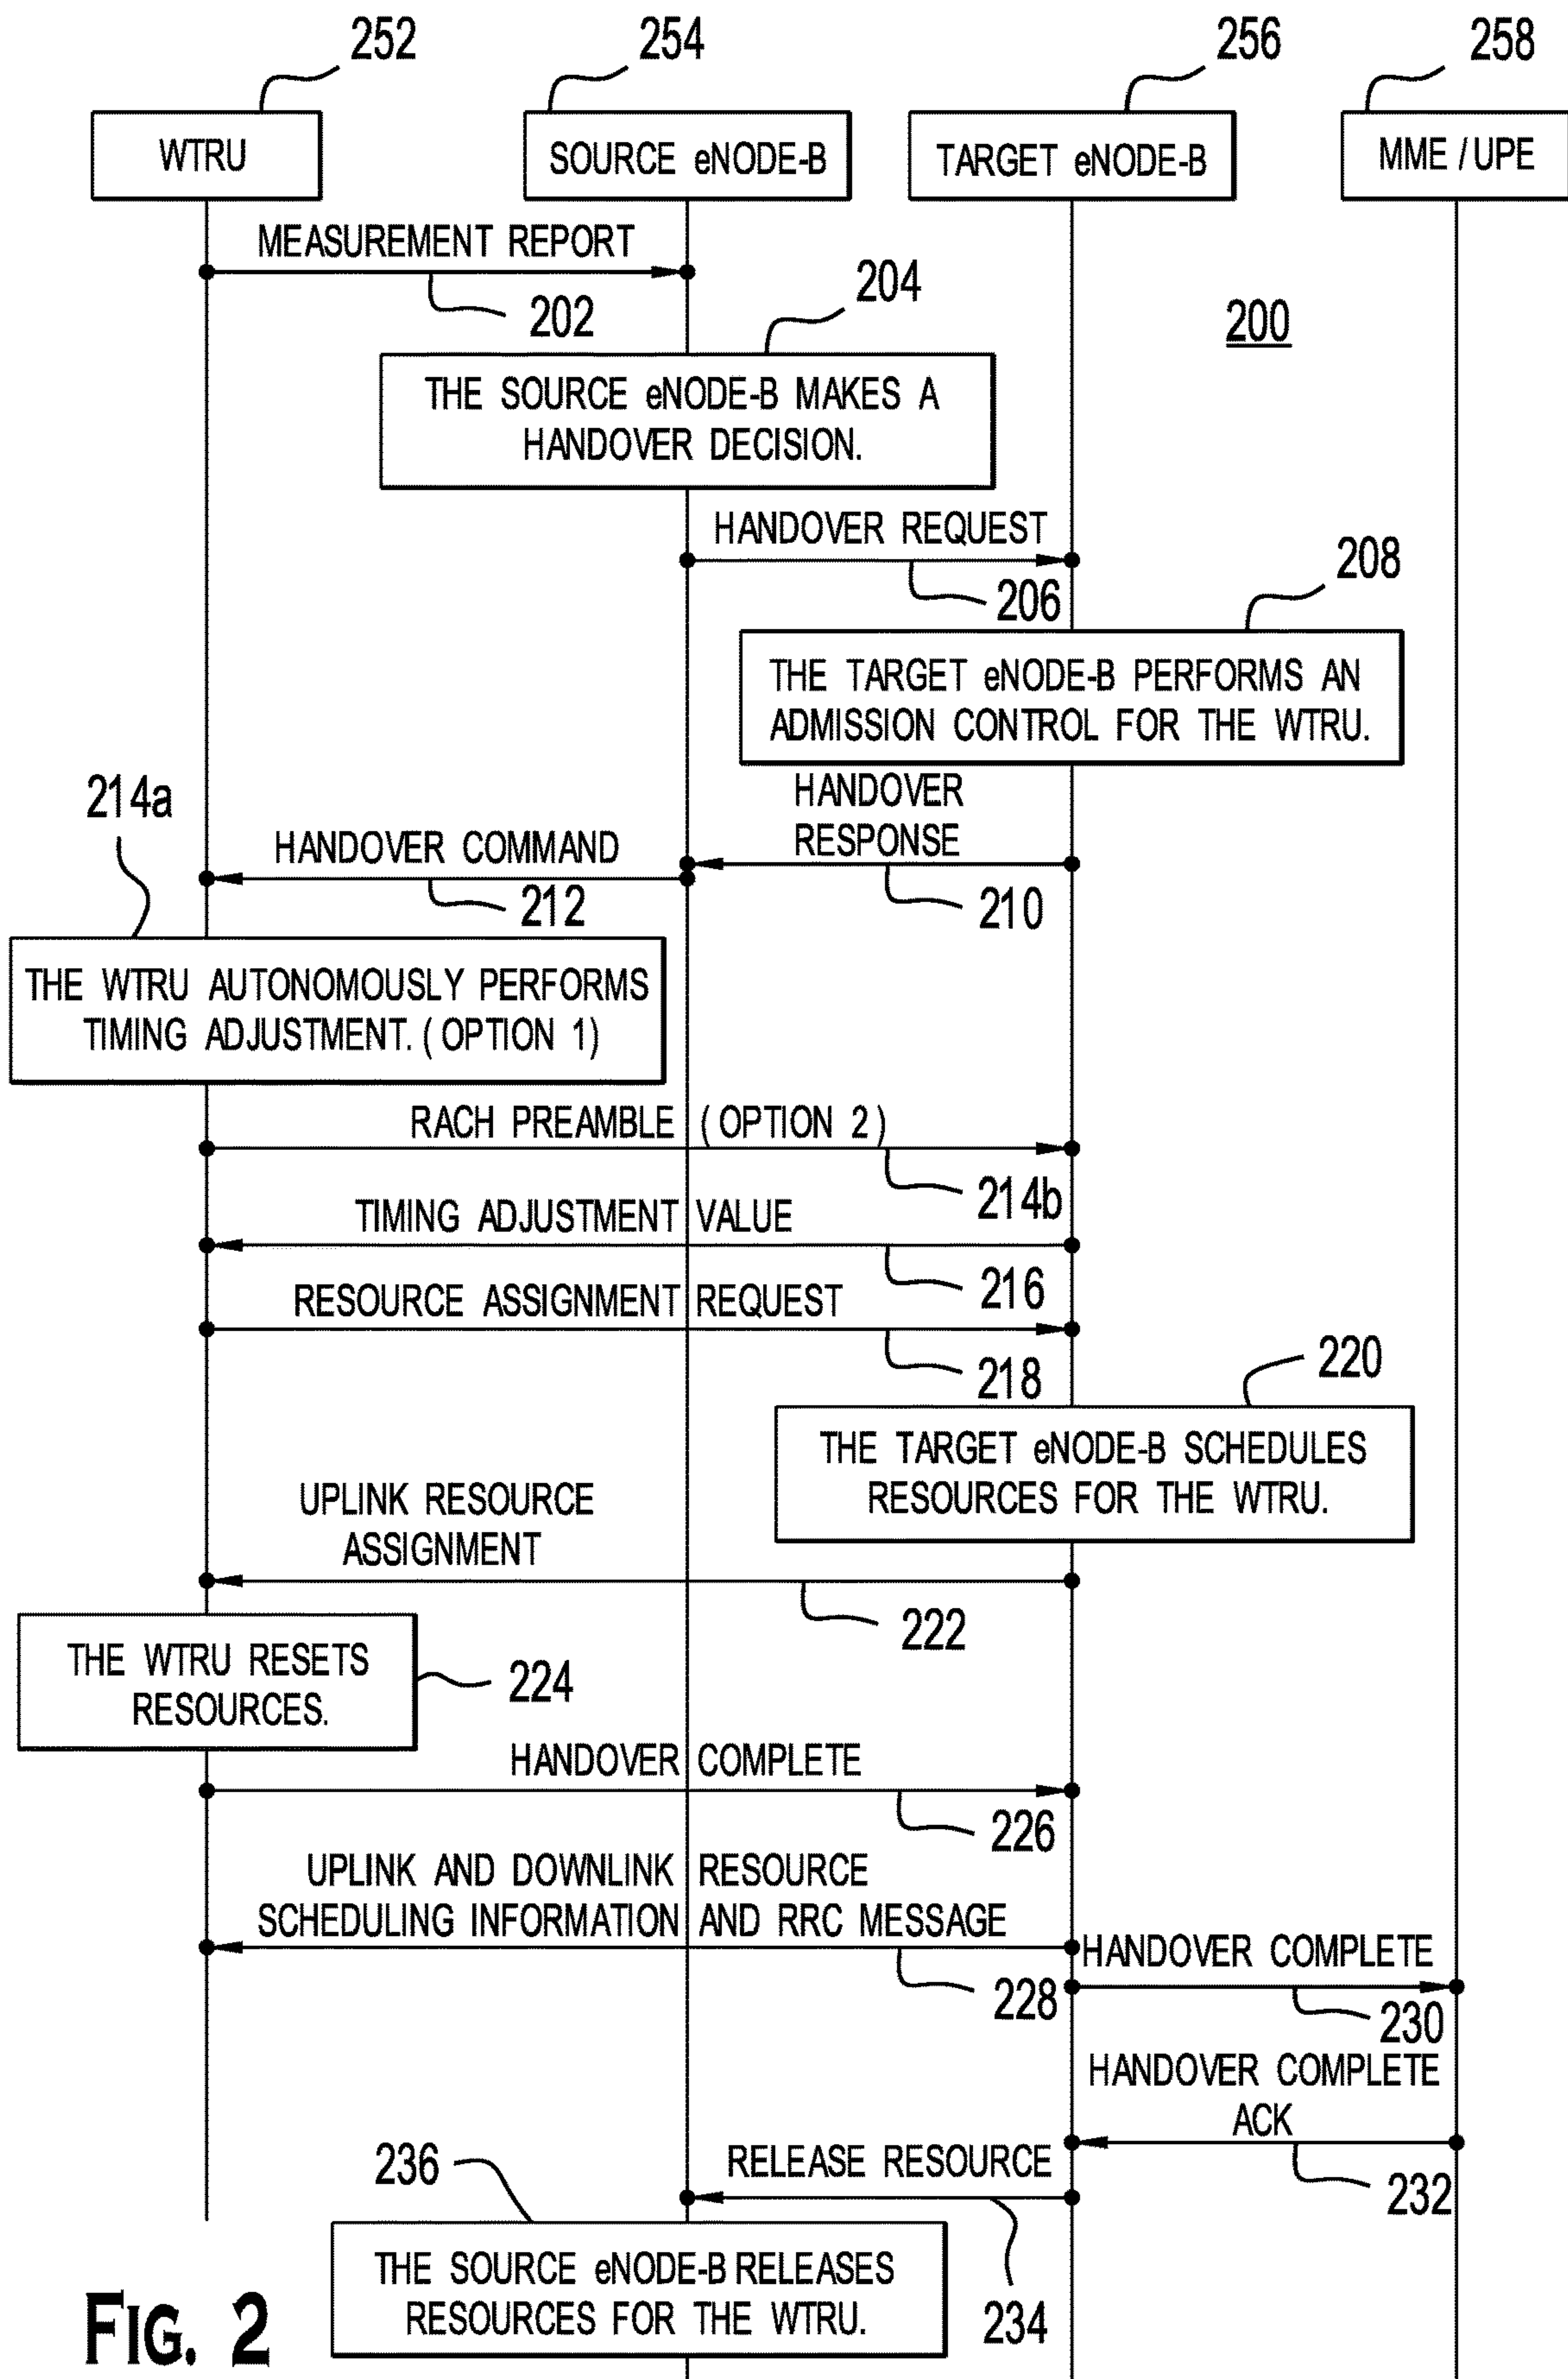 252
254
256
258
WTRU
SOURCE eNODE-B
TARGET eNODE-B
MME / UPE
MEASUREMENT REPORT
202
204
200
THE SOURCE eNODE-B MAKES A
HANDOVER DECISION.
HANDOVER REQUEST
206
208
THE TARGET eNODE-B PERFORMS AN
ADMISSION CONTROL FOR THE WTRU.
HANDOVER
RESPONSE
210
HANDOVER COMMAND
212
214a
THE WTRU AUTONOMOUSLY PERFORMS
TIMING ADJUSTMENT. ( OPTION 1)
RACH PREAMBLE ( OPTION 2 )
214b
TIMING ADJUSTMENT VALUE
216
RESOURCE ASSIGNMENT REQUEST
218
220
THE TARGET eNODE-B SCHEDULES
RESOURCES FOR THE WTRU.
UPLINK RESOURCE
ASSIGNMENT
222
THE WTRU RESETS
RESOURCES.
224
HANDOVER COMPLETE
226
UPLINK AND DOWNLINK RESOURCE
SCHEDULING INFORMATION AND RRC MESSAGE
228
HANDOVER COMPLETE
230
HANDOVER COMPLETE
ACK
232
RELEASE RESOURCE
234
236
THE SOURCE eNODE-B RELEASES
RESOURCES FOR THE WTRU.
FIG. 2